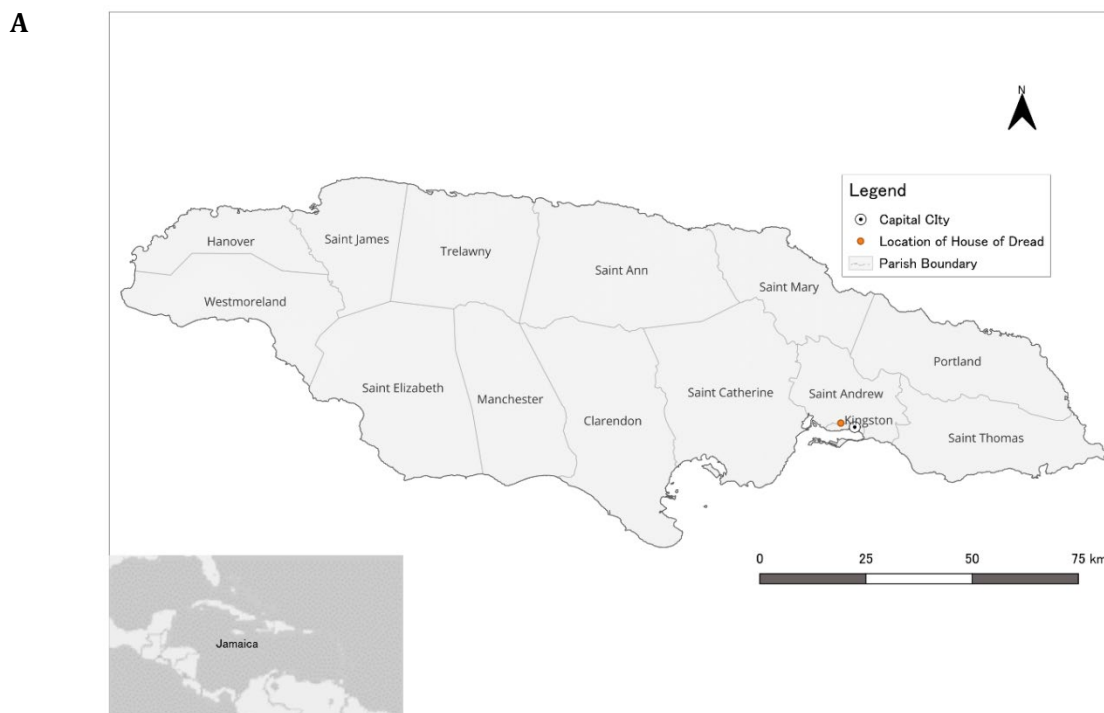 A
N
Legend
Capital CIty
Location of House of Dread
Parish Boundary
Hanover
Saint James
Trelawny
Saint Ann
Saint Mary
Westmoreland
Portland
Saint Elizabeth
Manchester
Clarendon
Saint Catherine
Saint Andrew
Kingston
Saint Thomas
0 25 50 75 km
Jamaica